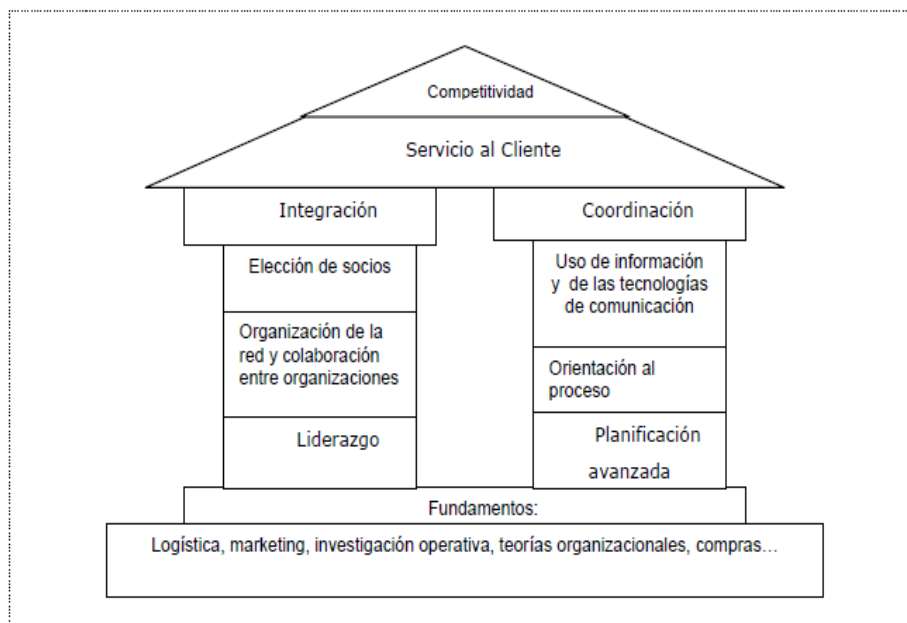 Competitividad
Servicio al Cliente
Integración
Elección de socios
Organización de la
red y colaboración
entre organizaciones
Liderazgo
Coordinación
Uso de información
y de las tecnologías
de comunicación
Orientación al
proceso
Planificación
avanzada
Fundamentos:
Logística, marketing, investigación operativa, teorías organizacionales, compras…